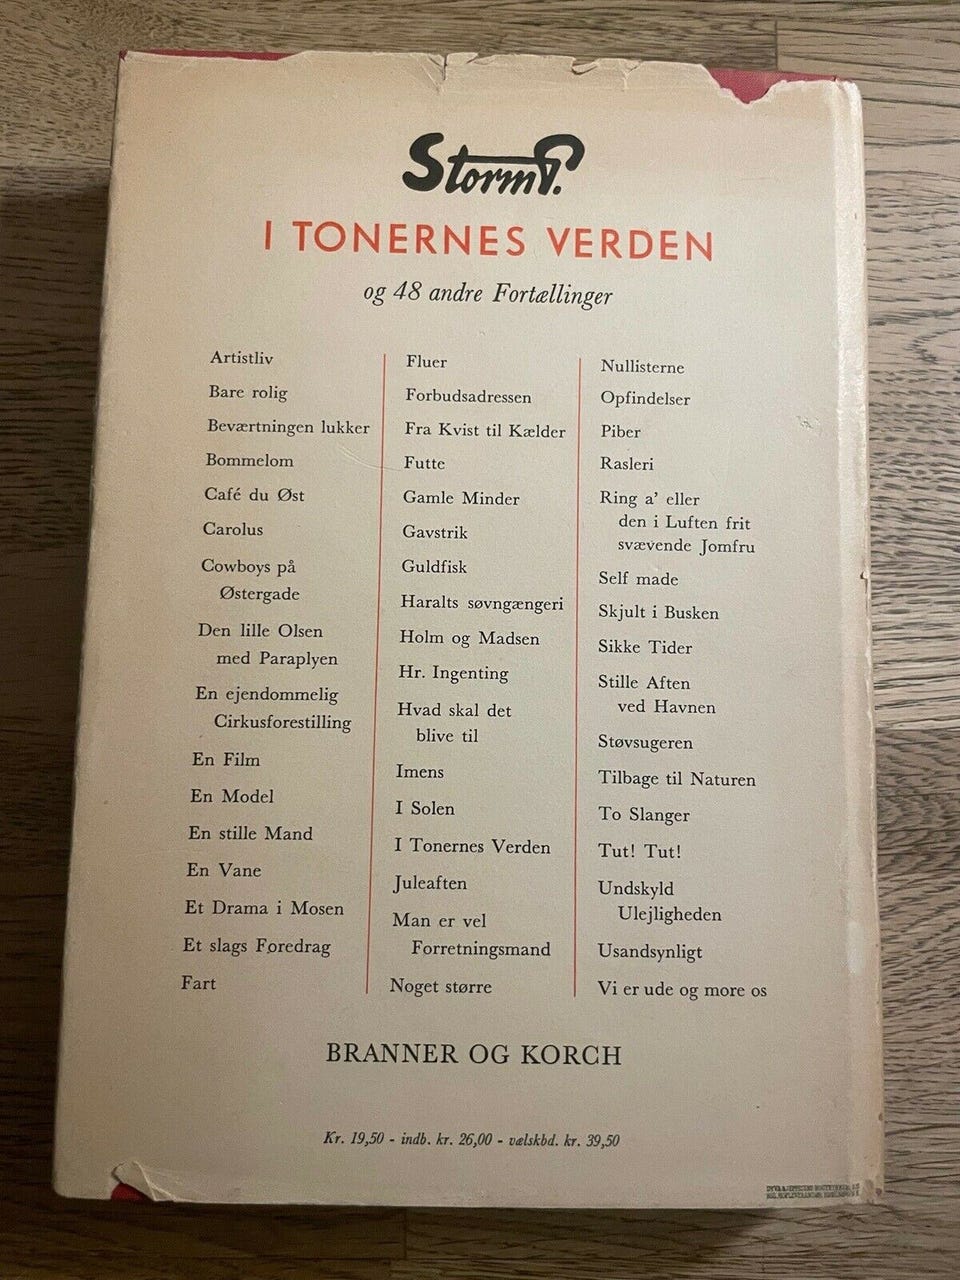 Storm P.
I TONERNES VERDEN
og 48 andre Fortællinger
Artistliv
Bare rolig
Beværtningen lukker
Bommelom
Café du Øst
Carolus
Cowboys på
Østergade
Den lille Olsen
med Paraplyen
En ejendommelig
Cirkusforestilling
En Film
En Model
En stille Mand
En Vane
Et Drama i Mosen
Et slags Foredrag
Fart
Fluer
Forbudsadressen
Fra Kvist til Kælder
Futte
Gamle Minder
Gavstrik
Guldfisk
Haralts søvngængeri
Holm og Madsen
Hr. Ingenting
Hvad skal det
blive til
Imens
I Solen
I Tonernes Verden
Juleaften
Man er vel
Forretningsmand
Noget større
Nullisterne
Opfindelser
Piber
Rasleri
Ring a' eller
den i Luften frit
svævende Jomfru
Self made
Skjult i Busken
Sikke Tider
Stille Aften
ved Havnen
Støvsugeren
Tilbage til Naturen
To Slanger
Tut! Tut!
Undskyld
Ulejligheden
Usandsynligt
Vi er ude og more os
BRANNER OG KORCH
Kr. 19,50 - indb. kr. 26,00 - vælskbd. kr. 39,50